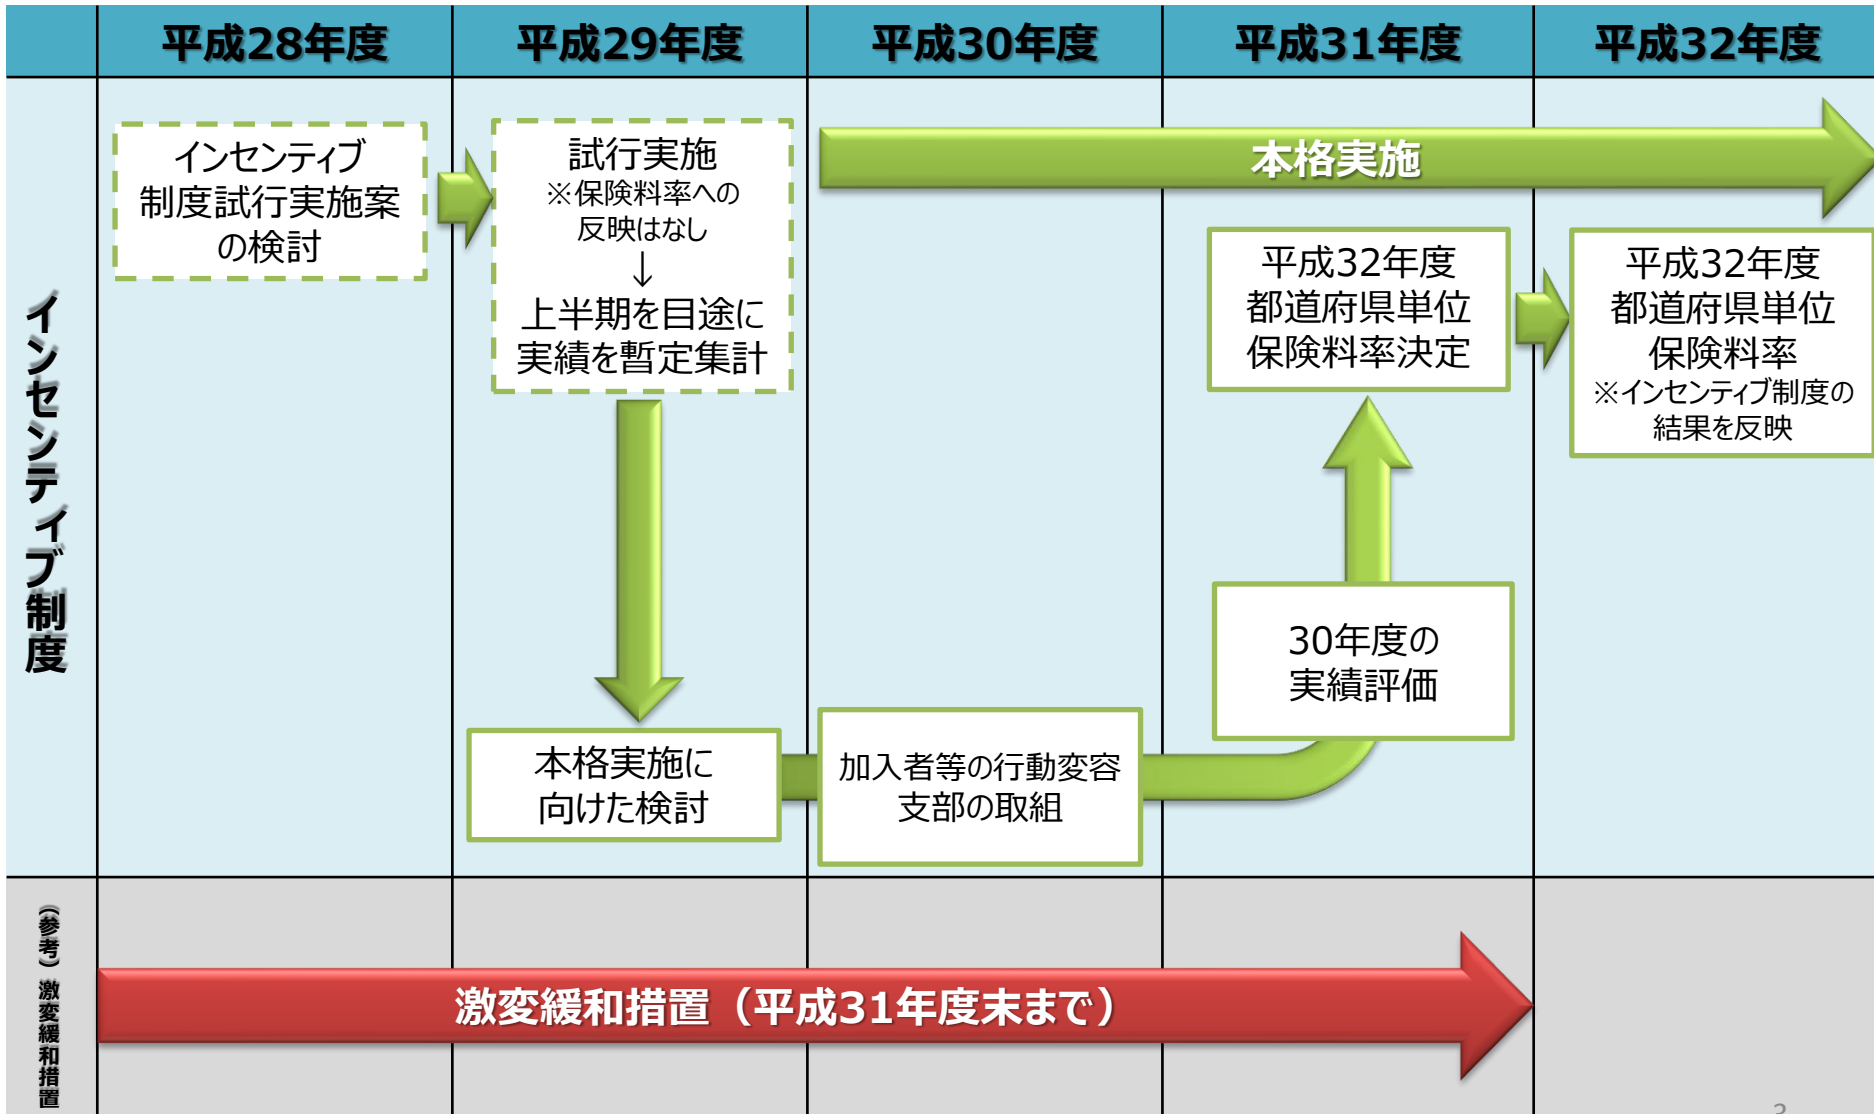 平成28年度
平成29年度
平成30年度
平成31年度
平成32年度
インセンティブ制度
インセンティブ
制度試行実施案
の検討
試行実施
※保険料率への
反映はなし
↓
上半期を目途に
実績を暫定集計
本格実施
平成32年度
都道府県単位
保険料率決定
平成32年度
都道府県単位
保険料率
※インセンティブ制度の
結果を反映
30年度の
実績評価
本格実施に
向けた検討
加入者等の行動変容
支部の取組
(参考)激変緩和措置
激変緩和措置（平成31年度末まで）
3